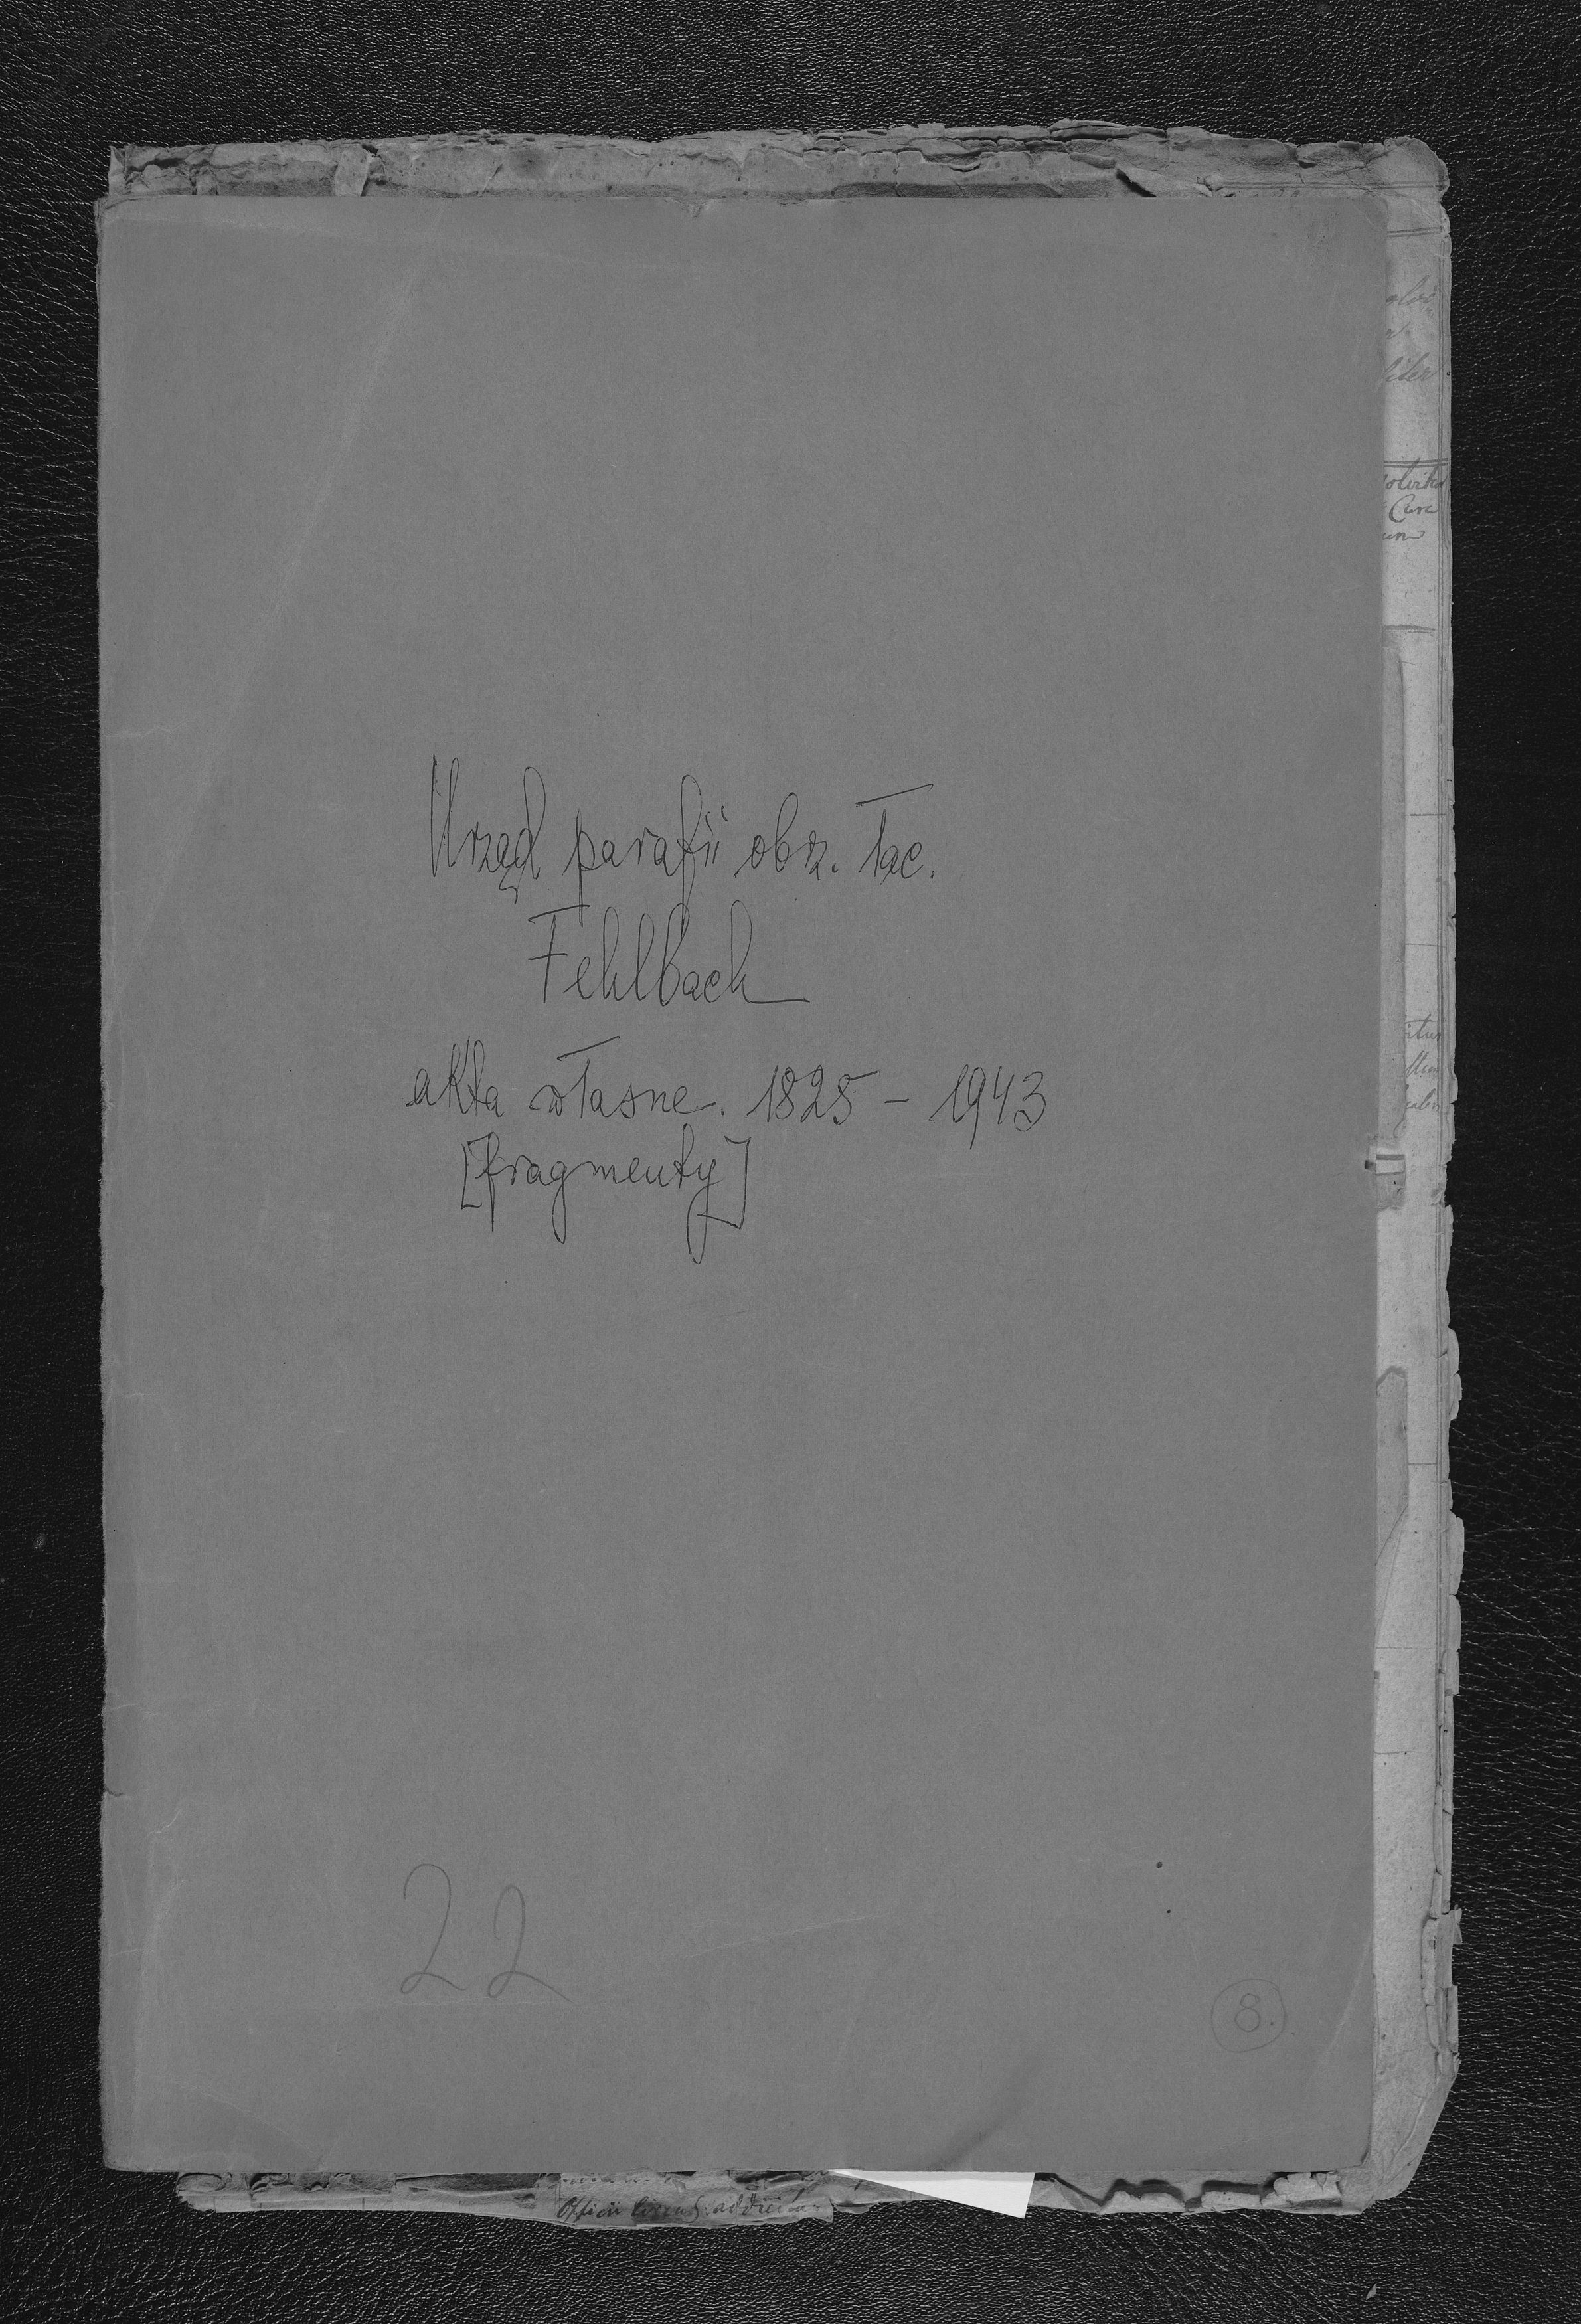 Urząd parafii obrz. łac.
Fehlbach
akta własne. 1825 - 1943
[fragmenty]
22
8.